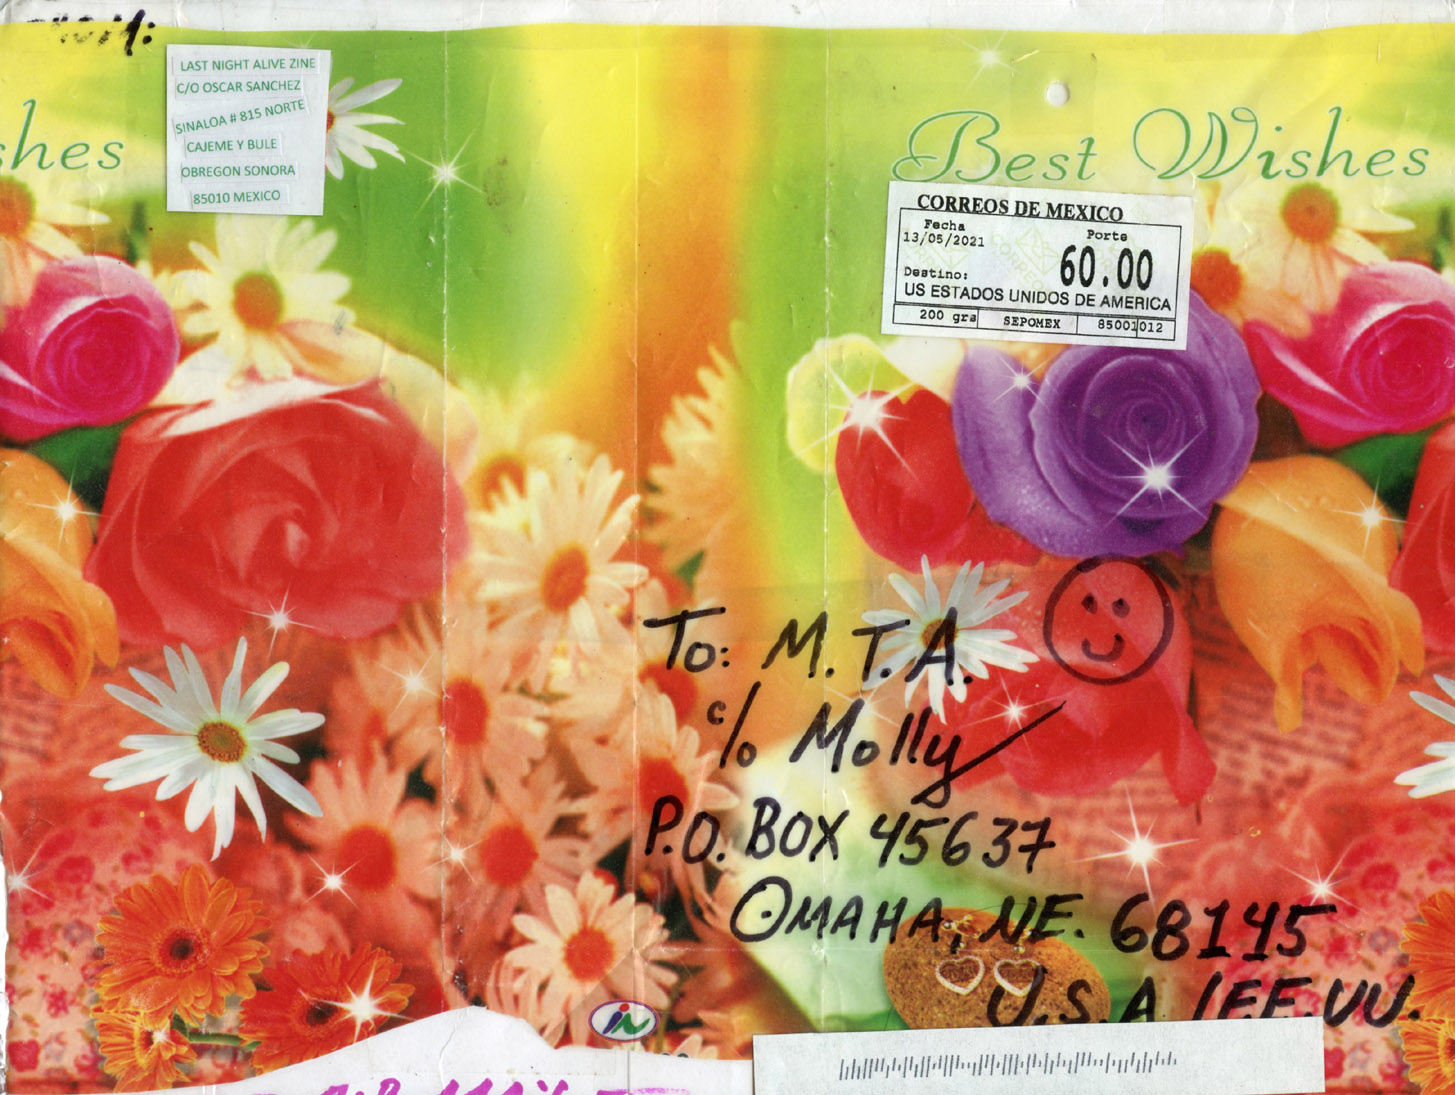 LAST NIGHT ALIVE ZINE
C/O OSCAR SANCHEZ
SINALOA # 815 NORTE
CAJEME Y BULE
OBREGON SONORA
85010 MEXICO
shes
Best Wishes
CORREOS DE MEXICO
Fecha
13/05/2021
Porte
60.00
Destino:
US ESTADOS UNIDOS DE AMERICA
200 grs SEPOMEX 85001012
To: M.T.A.
c/o Molly
P.O. BOX 45637
OMAHA, NE. 68145
U.S.A / EE.UU.